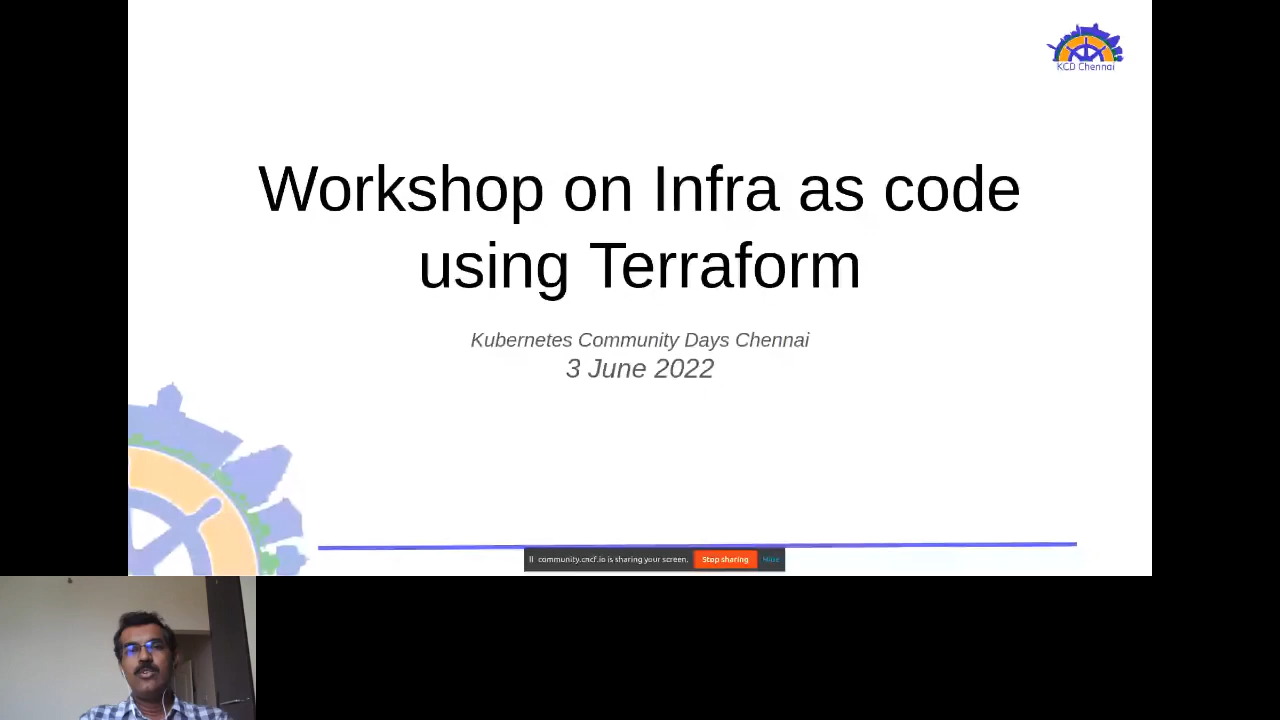 KCD Chennai
Workshop on Infra as code
using Terraform
Kubernetes Community Days Chennai
3 June 2022
community.cncf.io is sharing your screen. Stop sharing Hide